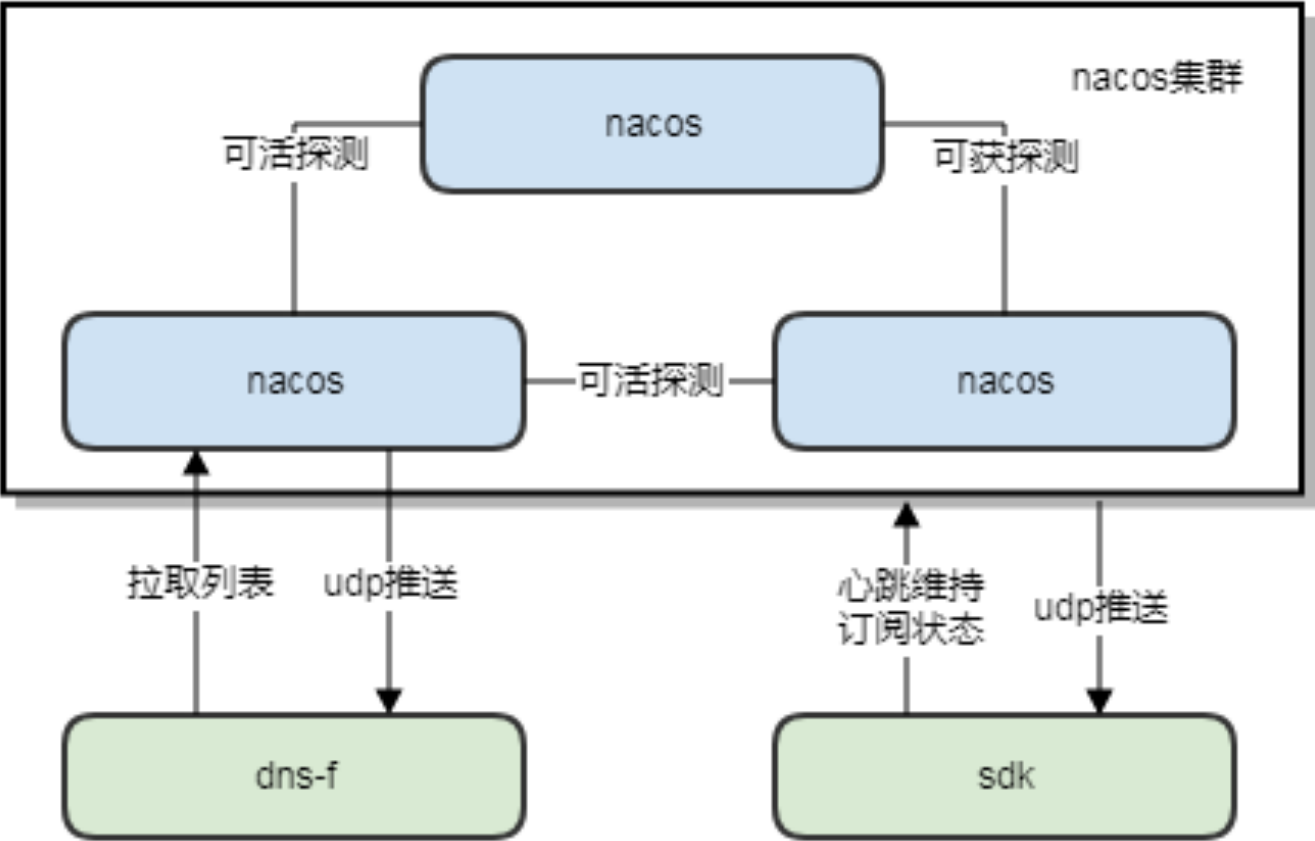 nacos集群
nacos
可活探测
可获探测
nacos
可活探测
nacos
拉取列表
udp推送
心跳维持
订阅状态
udp推送
dns-f
sdk